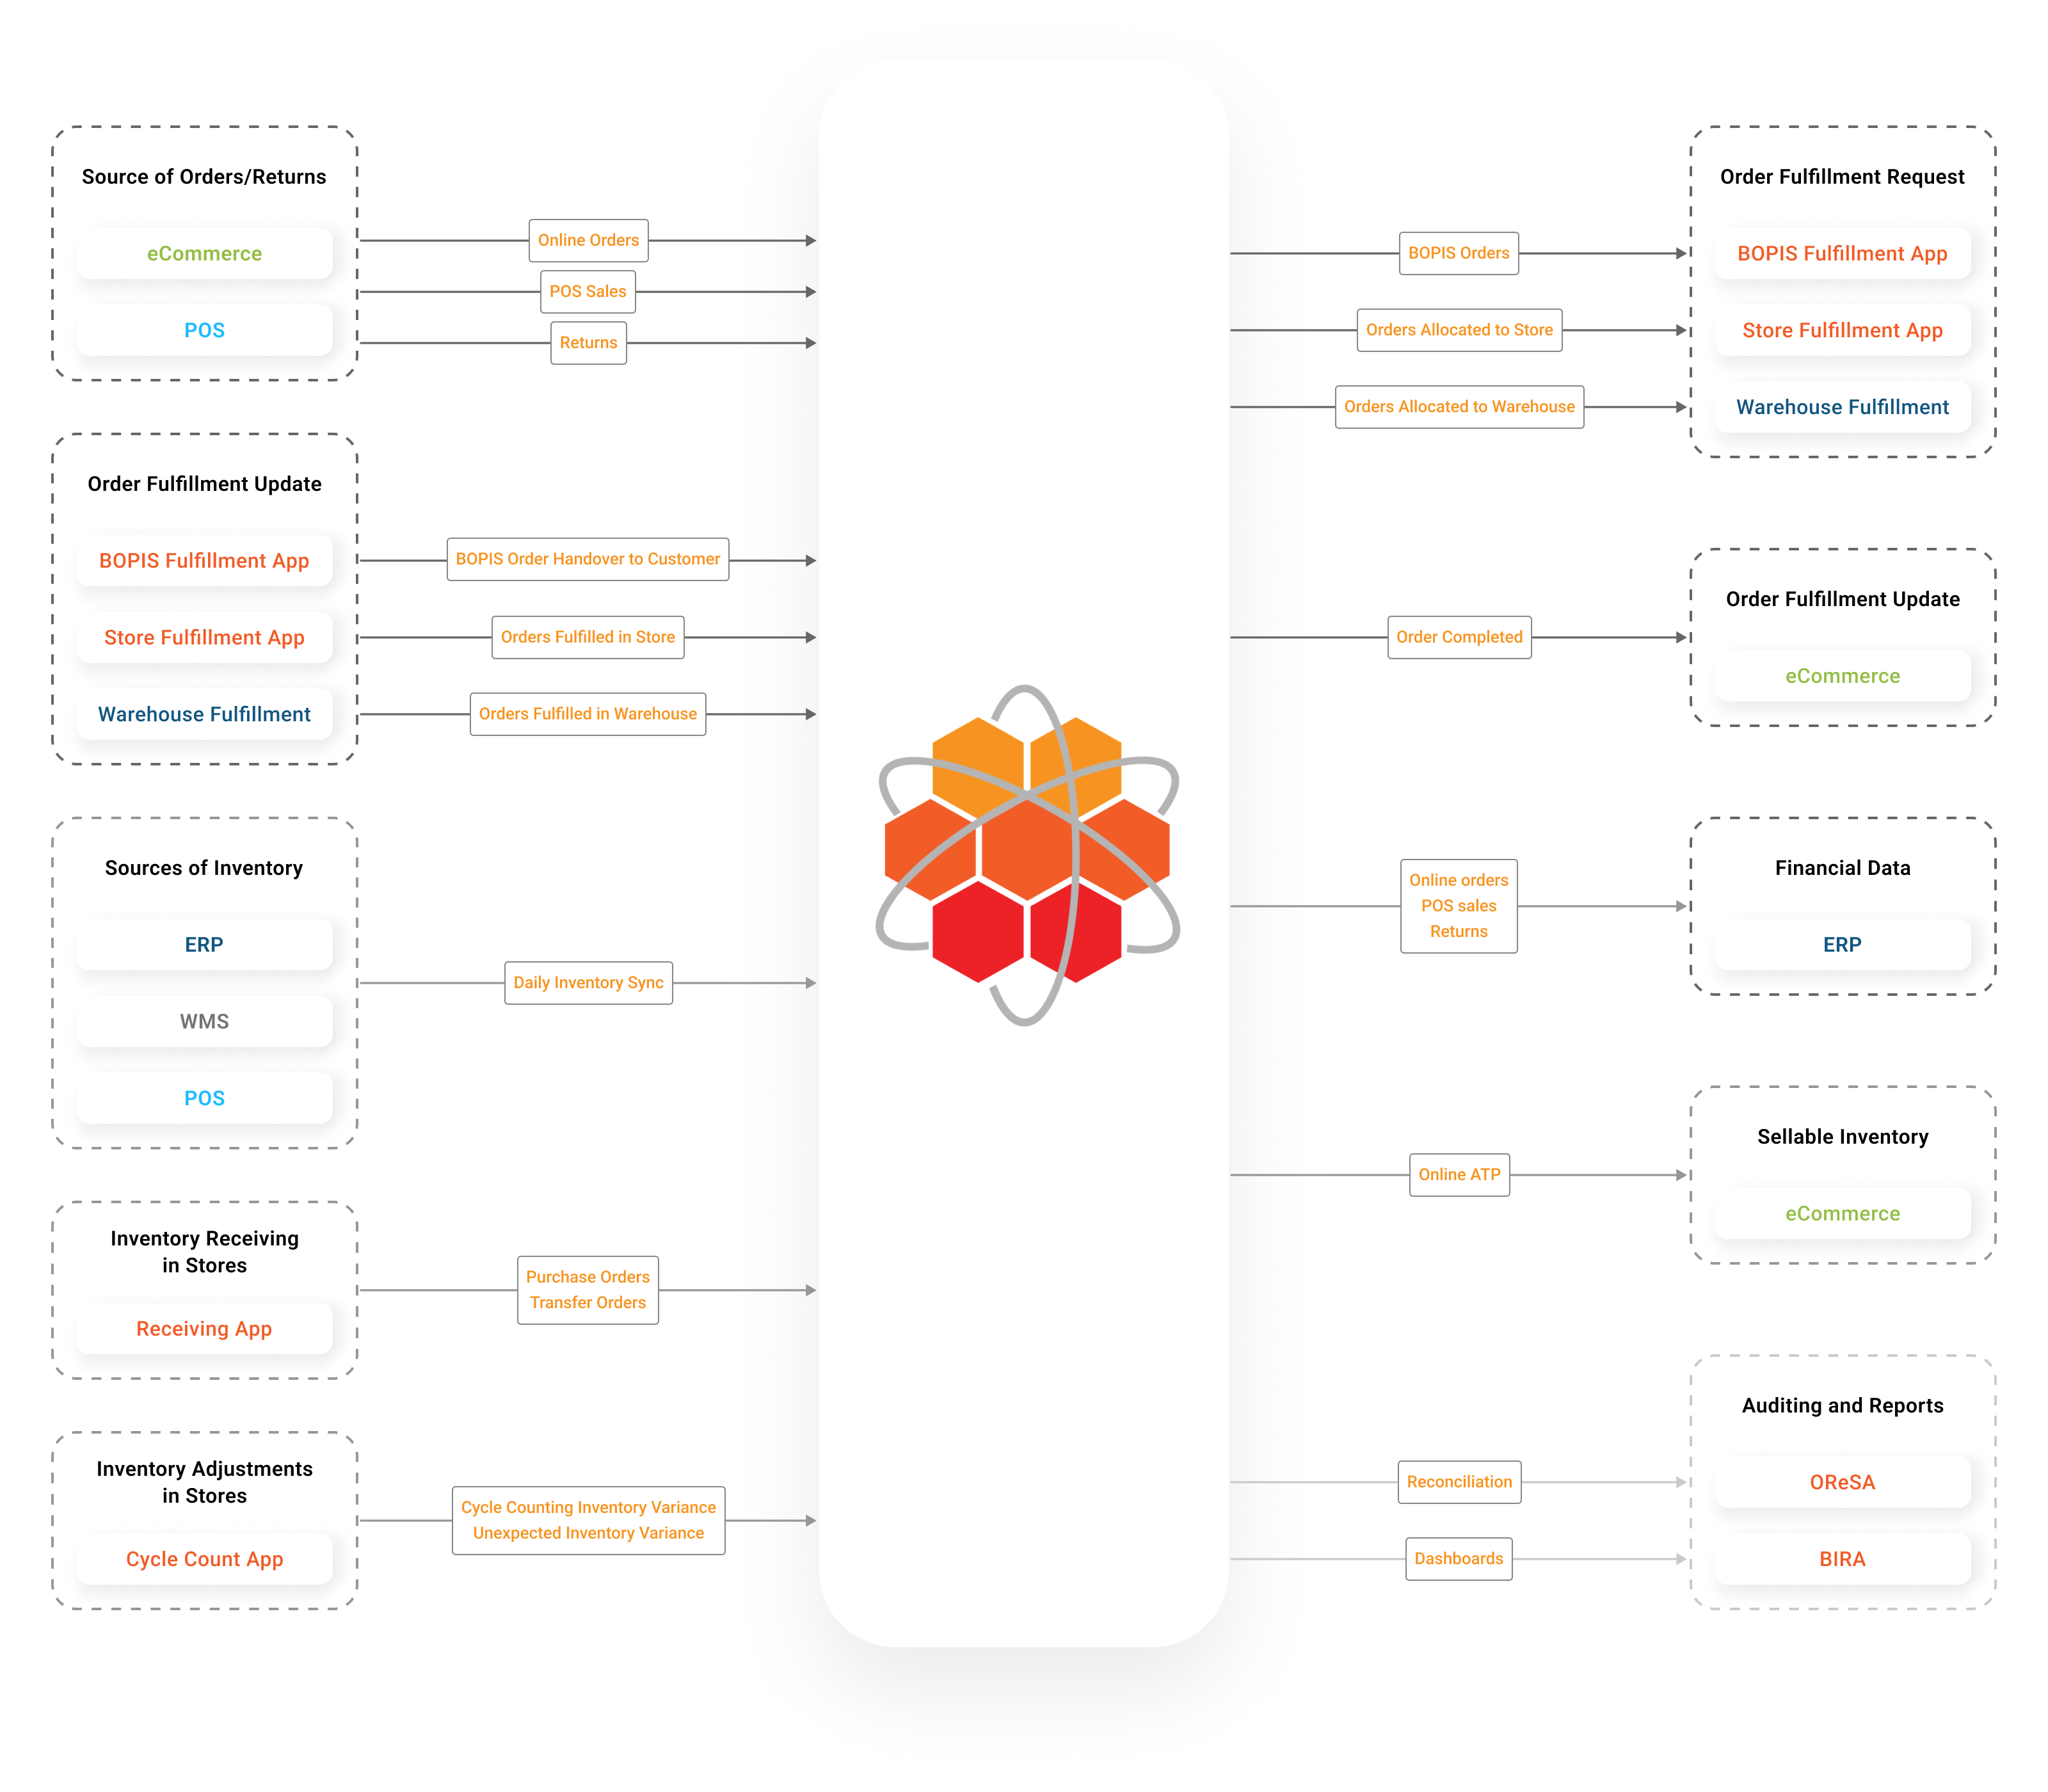 Source of Orders/Returns
eCommerce
POS
Online Orders
POS Sales
Returns
Order Fulfillment Update
BOPIS Fulfillment App
Store Fulfillment App
Warehouse Fulfillment
BOPIS Order Handover to Customer
Orders Fulfilled in Store
Orders Fulfilled in Warehouse
Sources of Inventory
ERP
WMS
POS
Daily Inventory Sync
Inventory Receiving
in Stores
Receiving App
Purchase Orders
Transfer Orders
Inventory Adjustments
in Stores
Cycle Count App
Cycle Counting Inventory Variance
Unexpected Inventory Variance
BOPIS Orders
Orders Allocated to Store
Orders Allocated to Warehouse
Order Fulfillment Request
BOPIS Fulfillment App
Store Fulfillment App
Warehouse Fulfillment
Order Completed
Order Fulfillment Update
eCommerce
Online orders
POS sales
Returns
Financial Data
ERP
Online ATP
Sellable Inventory
eCommerce
Reconciliation
Dashboards
Auditing and Reports
OReSA
BIRA